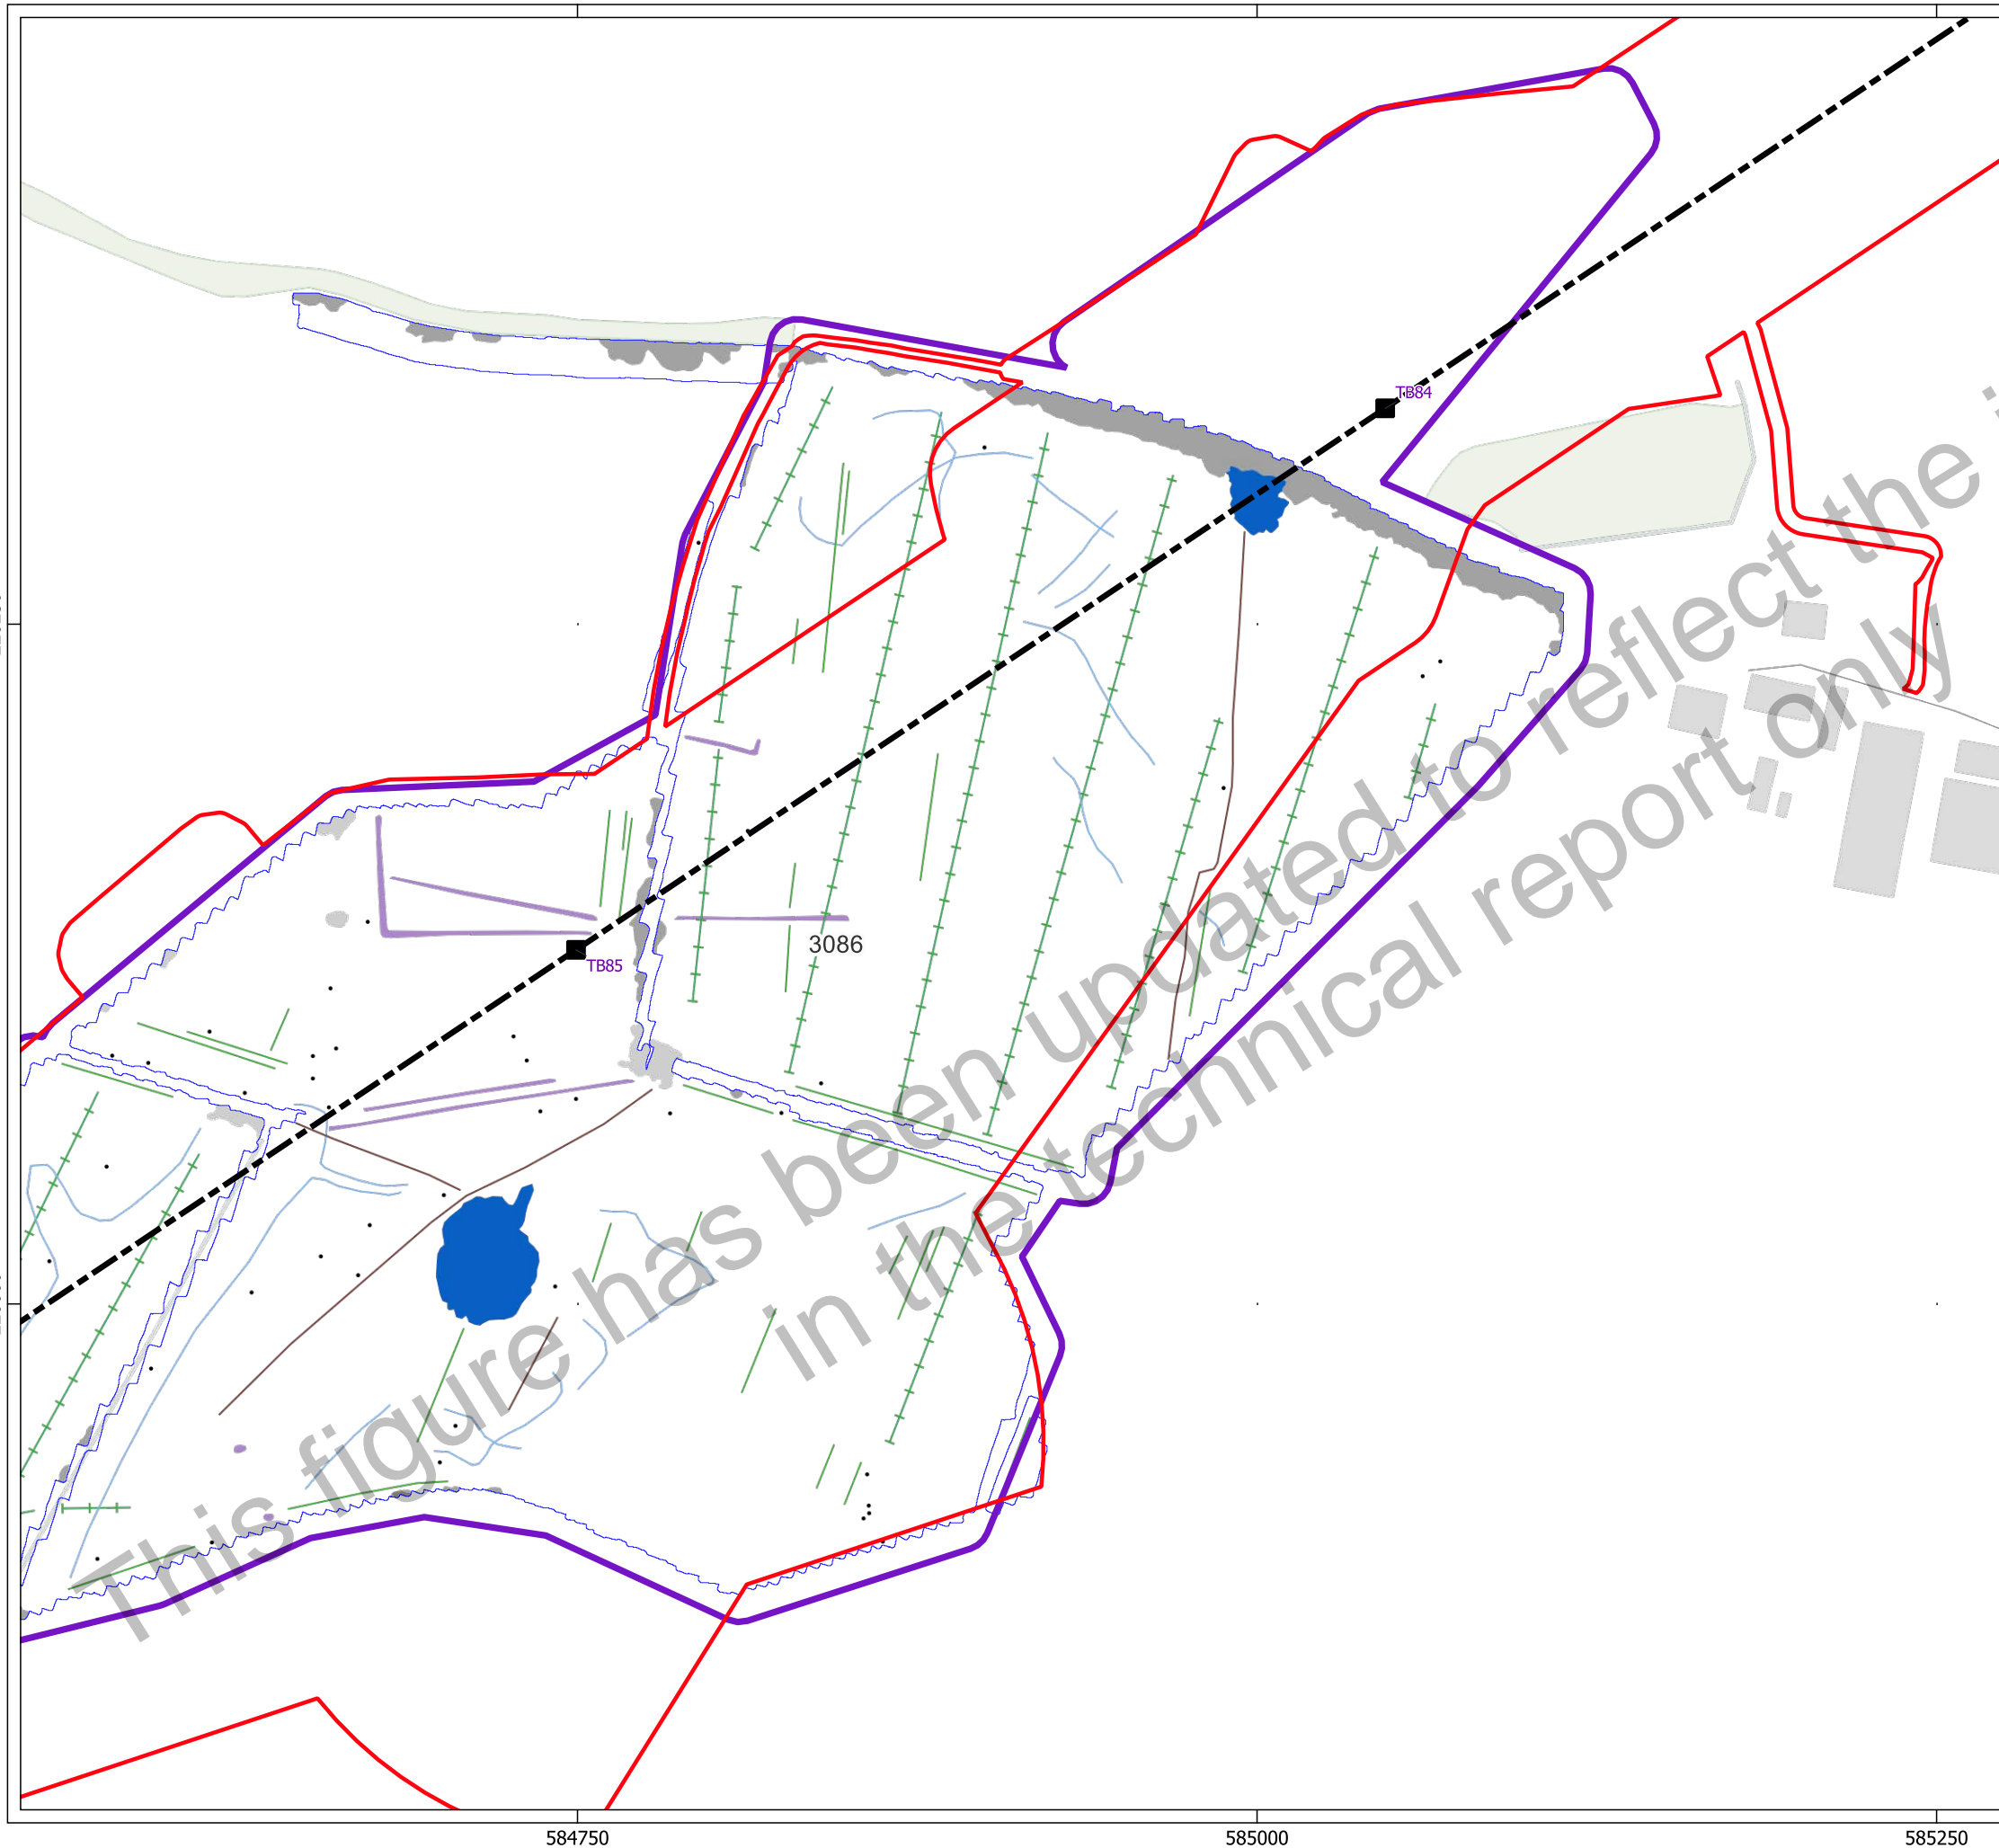 TB84
3086
TB85
This figure has been updated to reflect the
in the technical report only
584750
585000
585250